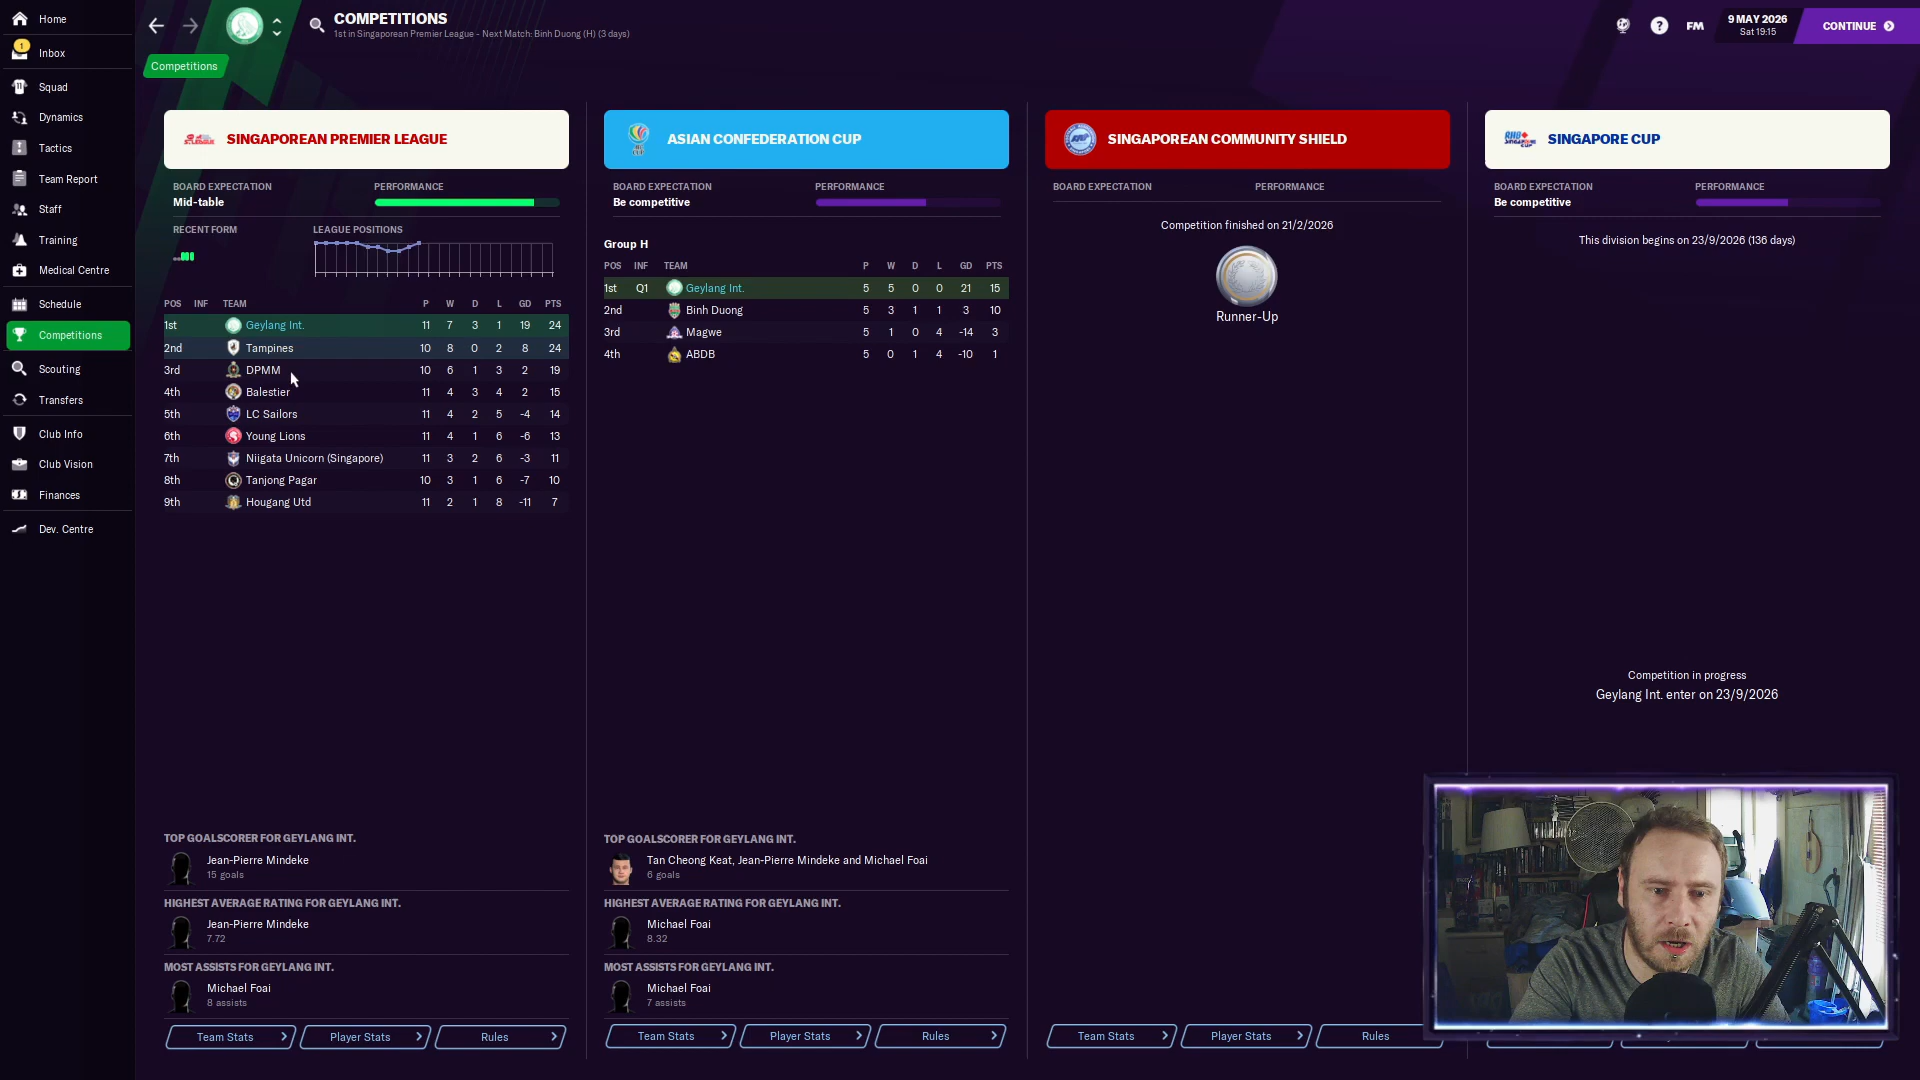 Home
1
Inbox
Squad
Dynamics
Tactics
Team Report
Staff
Training
Medical Centre
Schedule
Competitions
Scouting
Transfers
Club Info
Club Vision
Finances
Dev. Centre
COMPETITIONS
1st in Singaporean Premier League - Next Match: Binh Duong (H) (3 days)
FM
9 MAY 2026
Sat 19:15
CONTINUE
Competitions
SINGAPOREAN PREMIER LEAGUE
BOARD EXPECTATION PERFORMANCE
Mid-table
RECENT FORM LEAGUE POSITIONS
POS INF TEAM P W D L GD PTS
1st Geylang Int. 11 7 3 1 19 24
2nd Tampines 10 8 0 2 8 24
3rd DPMM 10 6 1 3 2 19
4th Balestier 11 4 3 4 2 15
5th LC Sailors 11 4 2 5 -4 14
6th Young Lions 11 4 1 6 -6 13
7th Niigata Unicorn (Singapore) 11 3 2 6 -3 11
8th Tanjong Pagar 10 3 1 6 -7 10
9th Hougang Utd 11 2 1 8 -11 7
TOP GOALSCORER FOR GEYLANG INT.
Jean-Pierre Mindeke
15 goals
HIGHEST AVERAGE RATING FOR GEYLANG INT.
Jean-Pierre Mindeke
7.72
MOST ASSISTS FOR GEYLANG INT.
Michael Foai
8 assists
Team Stats Player Stats Rules
ASIAN CONFEDERATION CUP
BOARD EXPECTATION PERFORMANCE
Be competitive
Group H
POS INF TEAM P W D L GD PTS
1st Q1 Geylang Int. 5 5 0 0 21 15
2nd Binh Duong 5 3 1 1 3 10
3rd Magwe 5 1 0 4 -14 3
4th ABDB 5 0 1 4 -10 1
TOP GOALSCORER FOR GEYLANG INT.
Tan Cheong Keat, Jean-Pierre Mindeke and Michael Foai
6 goals
HIGHEST AVERAGE RATING FOR GEYLANG INT.
Michael Foai
8.32
MOST ASSISTS FOR GEYLANG INT.
Michael Foai
7 assists
Team Stats Player Stats Rules
SINGAPOREAN COMMUNITY SHIELD
BOARD EXPECTATION PERFORMANCE
Competition finished on 21/2/2026
Runner-Up
Team Stats Player Stats Rules
SINGAPORE CUP
BOARD EXPECTATION PERFORMANCE
Be competitive
This division begins on 23/9/2026 (136 days)
Competition in progress
Geylang Int. enter on 23/9/2026